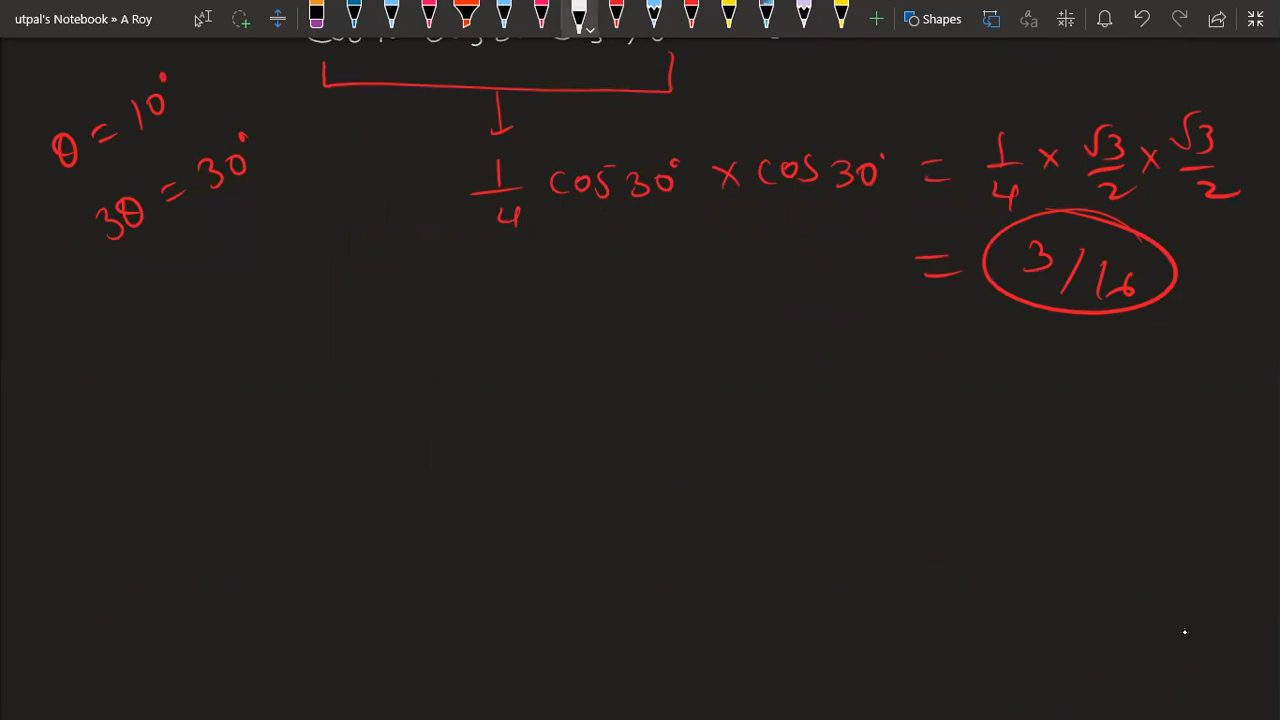 utpal's Notebook » A Roy Shapes
θ = 10°
3θ = 30°
1/4 cos 30° × cos 30° = 1/4 × √3/2 × √3/2
= 3/16